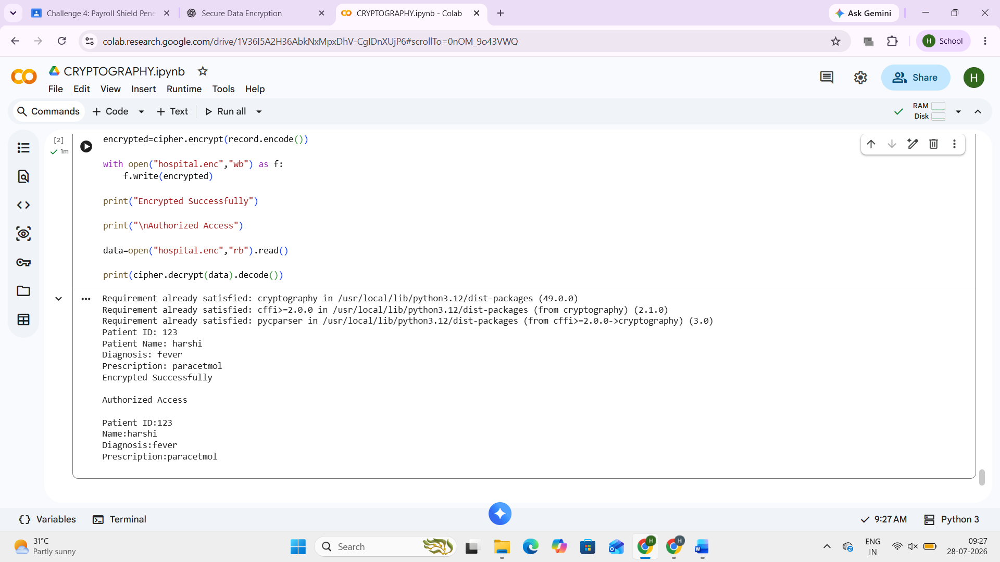 Challenge 4: Payroll Shield Pene
Secure Data Encryption
CRYPTOGRAPHY.ipynb - Colab
Ask Gemini
colab.research.google.com/drive/1V36I5A2H36AbkNxMpxDhV-CgIDnXUjP6#scrollTo=0nOM_9o43VWQ
H School
CRYPTOGRAPHY.ipynb
File Edit View Insert Runtime Tools Help
Share
H
Commands + Code + Text Run all
RAM
Disk
[2]
1m
encrypted=cipher.encrypt(record.encode())
with open("hospital.enc","wb") as f:
f.write(encrypted)
print("Encrypted Successfully")
print("\nAuthorized Access")
data=open("hospital.enc","rb").read()
print(cipher.decrypt(data).decode())
Requirement already satisfied: cryptography in /usr/local/lib/python3.12/dist-packages (49.0.0)
Requirement already satisfied: cffi>=2.0.0 in /usr/local/lib/python3.12/dist-packages (from cryptography) (2.1.0)
Requirement already satisfied: pycparser in /usr/local/lib/python3.12/dist-packages (from cffi>=2.0.0->cryptography) (3.0)
Patient ID: 123
Patient Name: harshi
Diagnosis: fever
Prescription: paracetmol
Encrypted Successfully
Authorized Access
Patient ID:123
Name:harshi
Diagnosis:fever
Prescription:paracetmol
Variables Terminal
9:27 AM Python 3
31°C
Partly sunny
Search
ENG
IN
09:27
28-07-2026